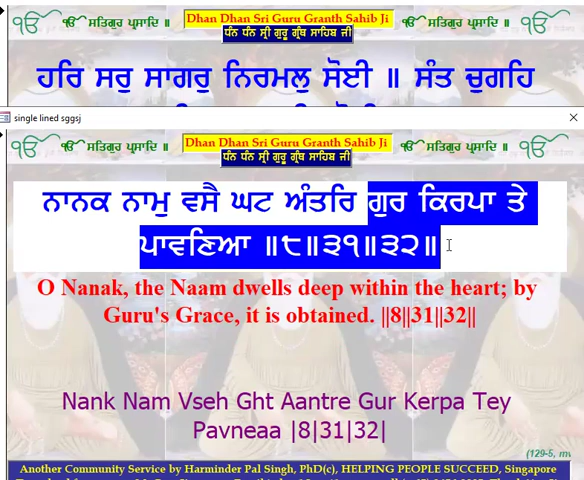 ੴ ੴ ਸਤਿਗੁਰ ਪ੍ਰਸਾਦਿ ॥ Dhan Dhan Sri Guru Granth Sahib Ji ੴ ਸਤਿਗੁਰ ਪ੍ਰਸਾਦਿ ॥ ੴ
ਧੰਨ ਧੰਨ ਸ੍ਰੀ ਗੁਰੂ ਗ੍ਰੰਥ ਸਾਹਿਬ ਜੀ
ਹਰਿ ਸਰੁ ਸਾਗਰੁ ਨਿਰਮਲੁ ਸੋਈ ॥ ਸੰਤ ਚੁਗਹਿ
single lined sggsj
ੴ ੴ ਸਤਿਗੁਰ ਪ੍ਰਸਾਦਿ ॥ Dhan Dhan Sri Guru Granth Sahib Ji ੴ ਸਤਿਗੁਰ ਪ੍ਰਸਾਦਿ ॥ ੴ
ਧੰਨ ਧੰਨ ਸ੍ਰੀ ਗੁਰੂ ਗ੍ਰੰਥ ਸਾਹਿਬ ਜੀ
ਨਾਨਕ ਨਾਮੁ ਵਸੈ ਘਟ ਅੰਤਰਿ ਗੁਰ ਕਿਰਪਾ ਤੇ
ਪਾਵਣਿਆ ॥੮॥੩੧॥੩੨॥
O Nanak, the Naam dwells deep within the heart; by
Guru's Grace, it is obtained. ||8||31||32||
Nank Nam Vseh Ght Aantre Gur Kerpa Tey
Pavneaa |8|31|32|
(129-5,
Another Community Service by Harminder Pal Singh, PhD(c), HELPING PEOPLE SUCCEED, Singapore